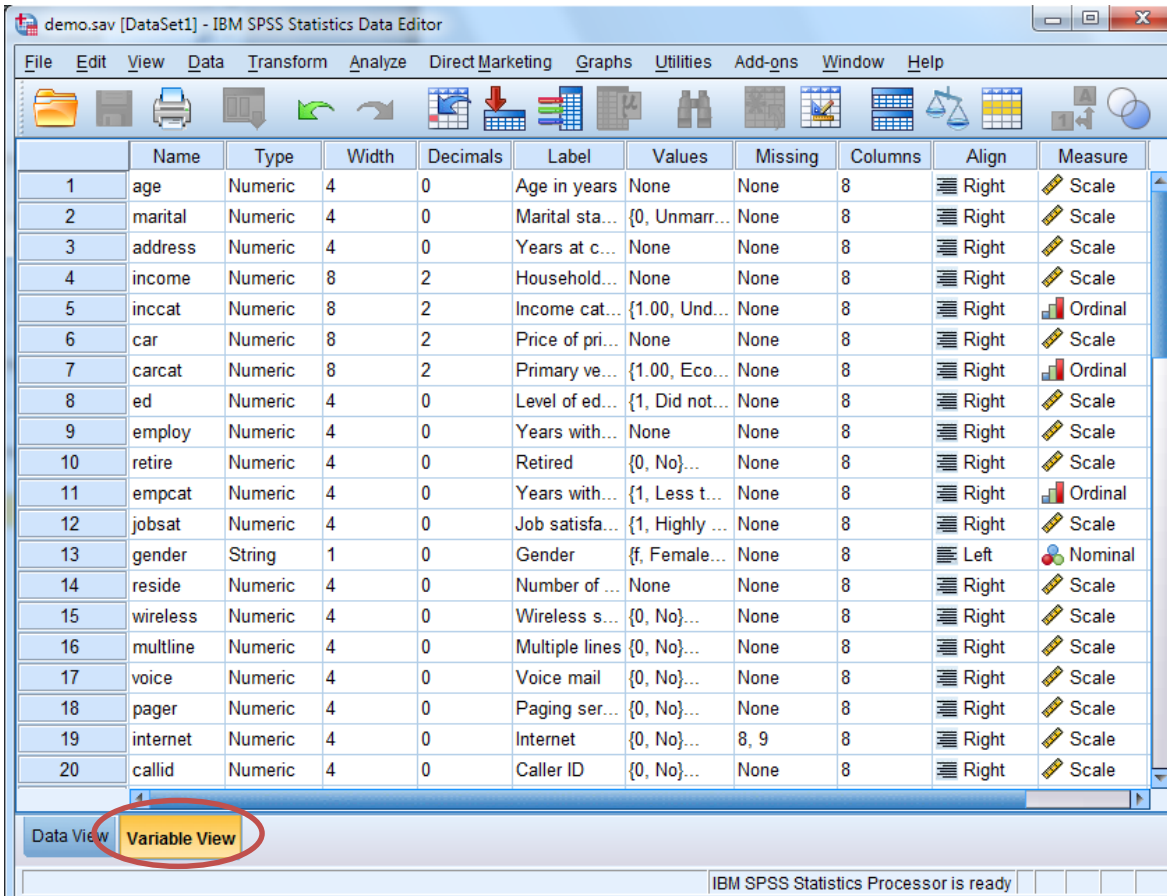 demo.sav [DataSet1] - IBM SPSS Statistics Data Editor
File Edit View Data Transform Analyze Direct Marketing Graphs Utilities Add-ons Window Help
Name Type Width Decimals Label Values Missing Columns Align Measure
1 age Numeric 4 0 Age in years None None 8 Right Scale
2 marital Numeric 4 0 Marital sta... {0, Unmarr... None 8 Right Scale
3 address Numeric 4 0 Years at c... None None 8 Right Scale
4 income Numeric 8 2 Household... None None 8 Right Scale
5 inccat Numeric 8 2 Income cat... {1.00, Und... None 8 Right Ordinal
6 car Numeric 8 2 Price of pri... None None 8 Right Scale
7 carcat Numeric 8 2 Primary ve... {1.00, Eco... None 8 Right Ordinal
8 ed Numeric 4 0 Level of ed... {1, Did not... None 8 Right Scale
9 employ Numeric 4 0 Years with... None None 8 Right Scale
10 retire Numeric 4 0 Retired {0, No}... None 8 Right Scale
11 empcat Numeric 4 0 Years with... {1, Less t... None 8 Right Ordinal
12 jobsat Numeric 4 0 Job satisfa... {1, Highly ... None 8 Right Scale
13 gender String 1 0 Gender {f, Female... None 8 Left Nominal
14 reside Numeric 4 0 Number of ... None None 8 Right Scale
15 wireless Numeric 4 0 Wireless s... {0, No}... None 8 Right Scale
16 multline Numeric 4 0 Multiple lines {0, No}... None 8 Right Scale
17 voice Numeric 4 0 Voice mail {0, No}... None 8 Right Scale
18 pager Numeric 4 0 Paging ser... {0, No}... None 8 Right Scale
19 internet Numeric 4 0 Internet {0, No}... 8, 9 8 Right Scale
20 callid Numeric 4 0 Caller ID {0, No}... None 8 Right Scale
Data View Variable View
IBM SPSS Statistics Processor is ready